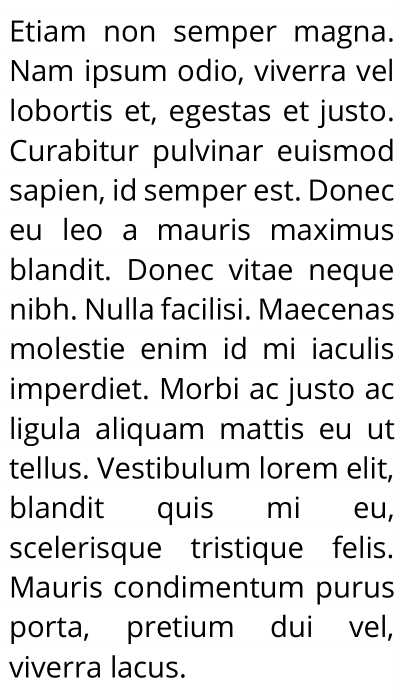 Etiam non semper magna.
Nam ipsum odio, viverra vel
lobortis et, egestas et justo.
Curabitur pulvinar euismod
sapien, id semper est. Donec
eu leo a mauris maximus
blandit. Donec vitae neque
nibh. Nulla facilisi. Maecenas
molestie enim id mi iaculis
imperdiet. Morbi ac justo ac
ligula aliquam mattis eu ut
tellus. Vestibulum lorem elit,
blandit quis mi eu,
scelerisque tristique felis.
Mauris condimentum purus
porta, pretium dui vel,
viverra lacus.